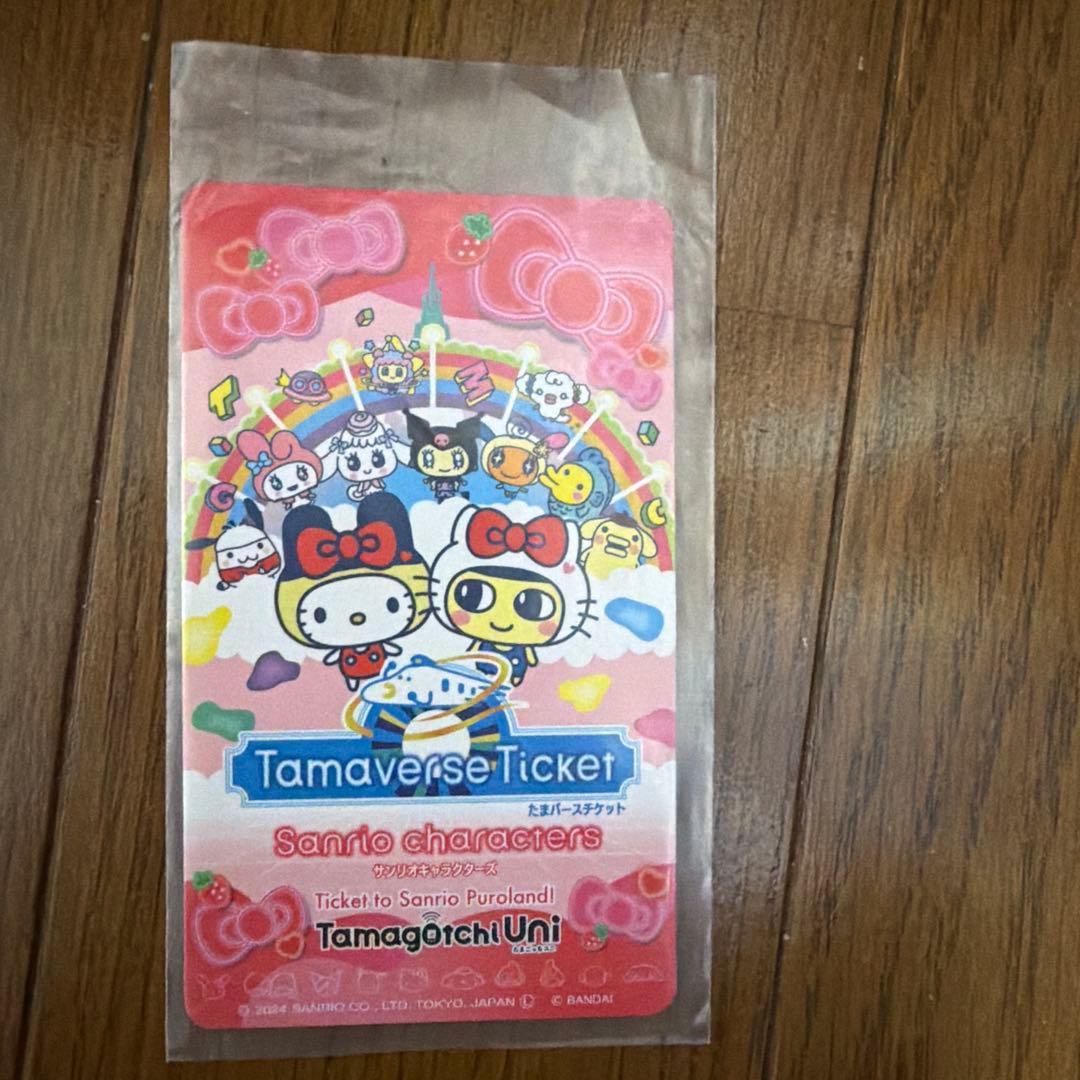 Tamaverse Ticket
たまバースチケット
Sanrio characters
サンリオキャラクターズ
Ticket to Sanrio Puroland!
Tamagotchi Uni
© 2024 SANRIO CO., LTD. TOKYO, JAPAN Ⓛ © BANDAI